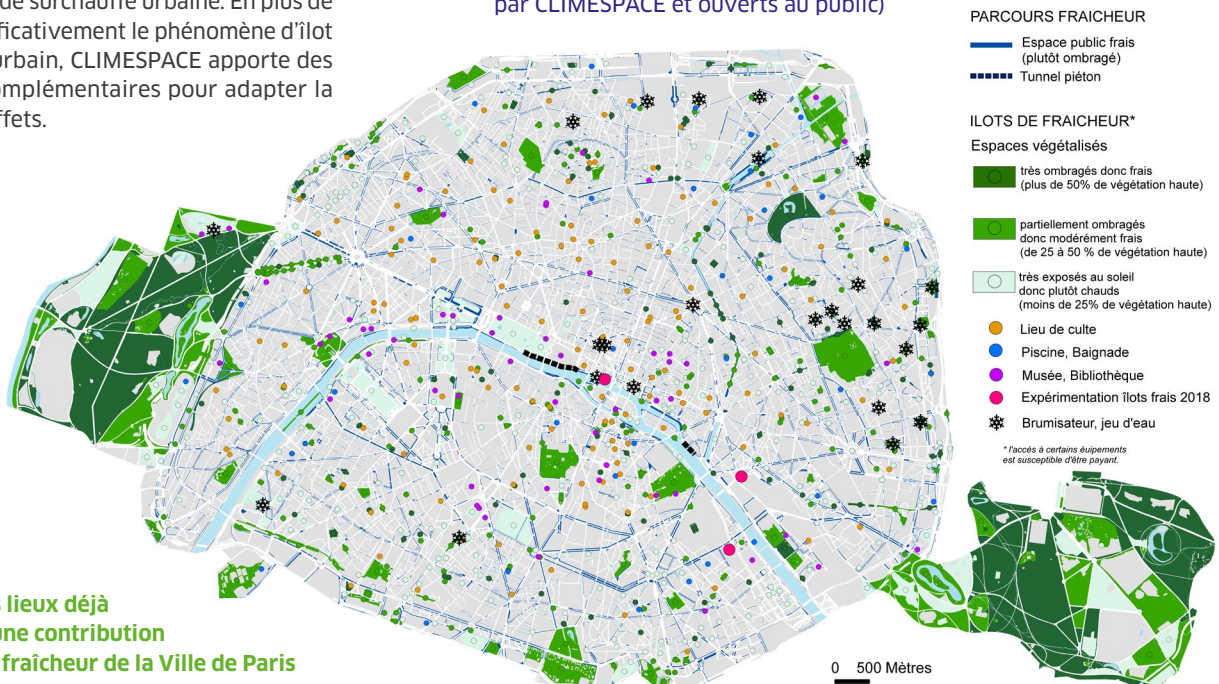 de surchauffe urbaine. En plus de
ficativement le phénomène d’îlot
urbain, CLIMESPACE apporte des
omplémentaires pour adapter la
ffets.
par CLIMESPACE et ouverts au public)
PARCOURS FRAICHEUR
Espace public frais
(plutôt ombragé)
Tunnel piéton
ILOTS DE FRAICHEUR*
Espaces végétalisés
très ombragés donc frais
(plus de 50% de végétation haute)
partiellement ombragés
donc modérément frais
(de 25 à 50 % de végétation haute)
très exposés au soleil
donc plutôt chauds
(moins de 25% de végétation haute)
Lieu de culte
Piscine, Baignade
Musée, Bibliothèque
Expérimentation îlots frais 2018
Brumisateur, jeu d'eau
* l'accès à certains éuipements
est susceptible d'être payant.
s lieux déjà
une contribution
fraîcheur de la Ville de Paris
0 500 Mètres